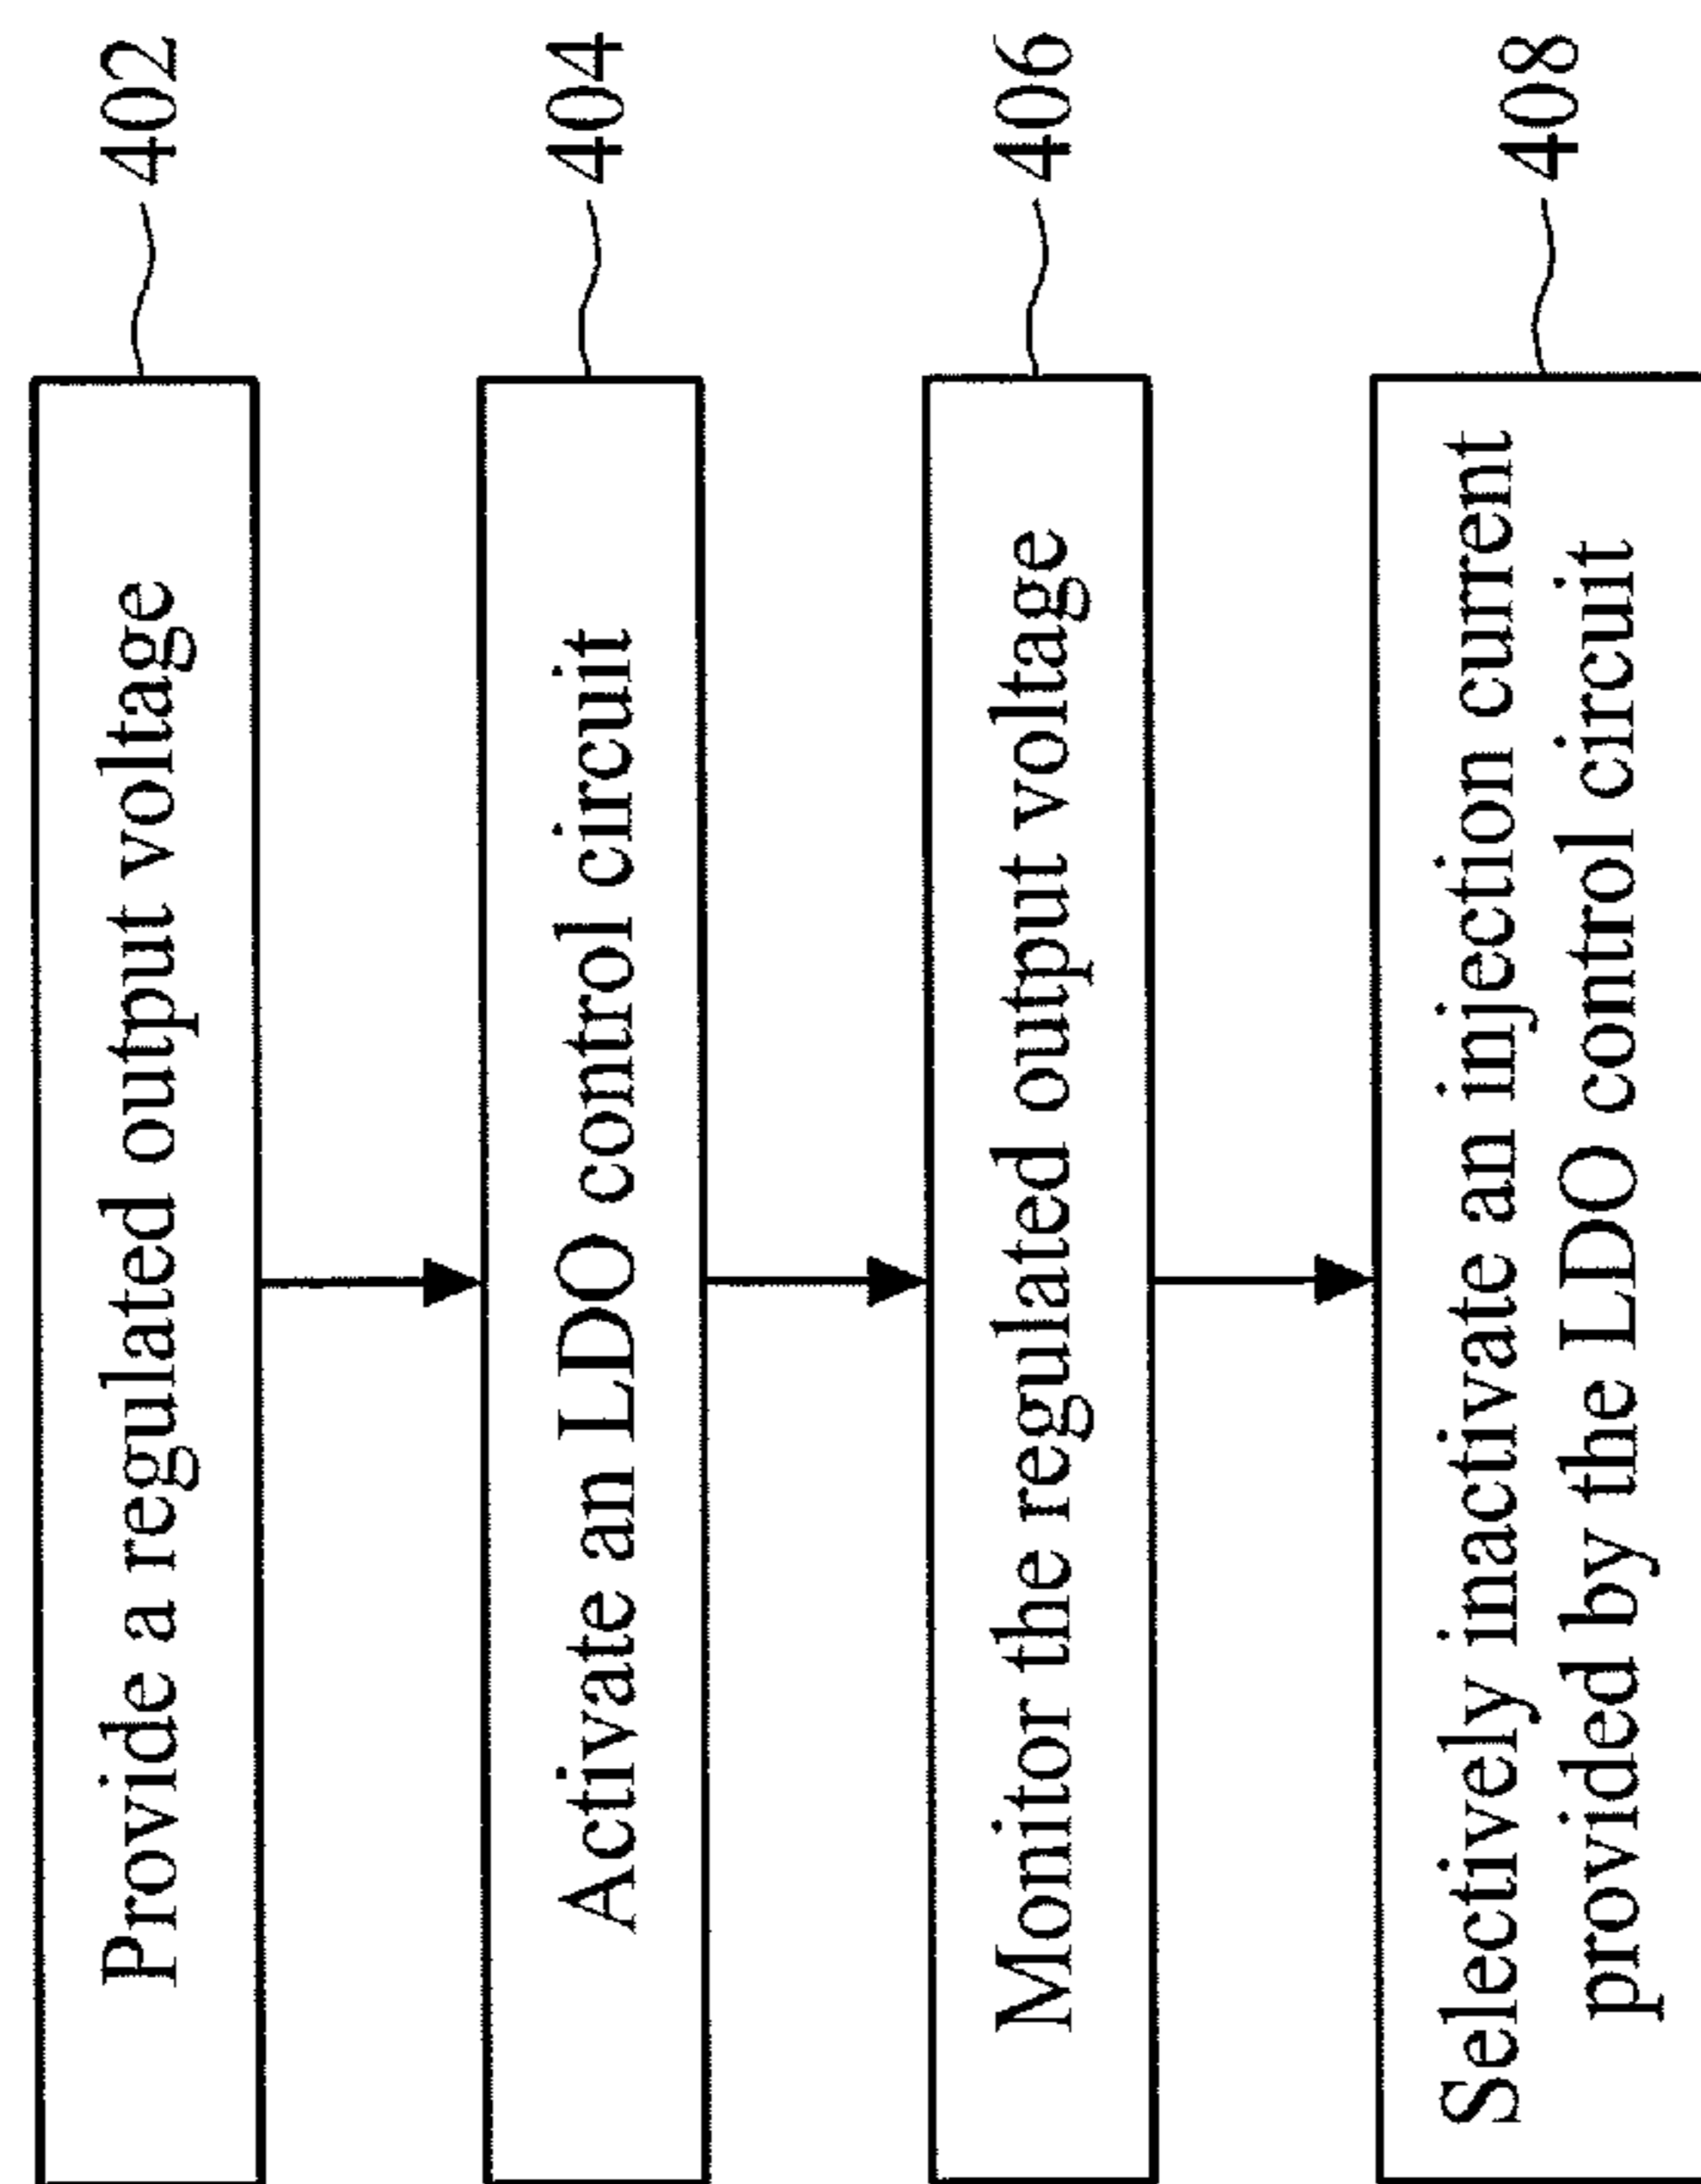 Provide a regulated output voltage
402
Activate an LDO control circuit
404
Monitor the regulated output voltage
406
Selectively inactivate an injection current
provided by the LDO control circuit
408